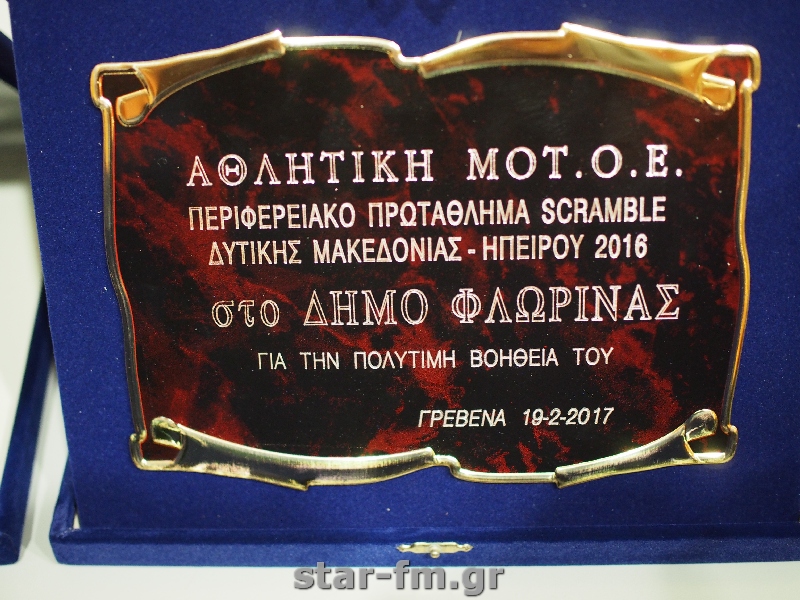 ΑΘΛΗΤΙΚΗ ΜΟΤ.Ο.Ε.
ΠΕΡΙΦΕΡΕΙΑΚΟ ΠΡΩΤΑΘΛΗΜΑ SCRAMBLE
ΔΥΤΙΚΗΣ ΜΑΚΕΔΟΝΙΑΣ - ΗΠΕΙΡΟΥ 2016
στο ΔΗΜΟ ΦΛΩΡΙΝΑΣ
ΓΙΑ ΤΗΝ ΠΟΛΥΤΙΜΗ ΒΟΗΘΕΙΑ ΤΟΥ
ΓΡΕΒΕΝΑ 19-2-2017
star-fm.gr